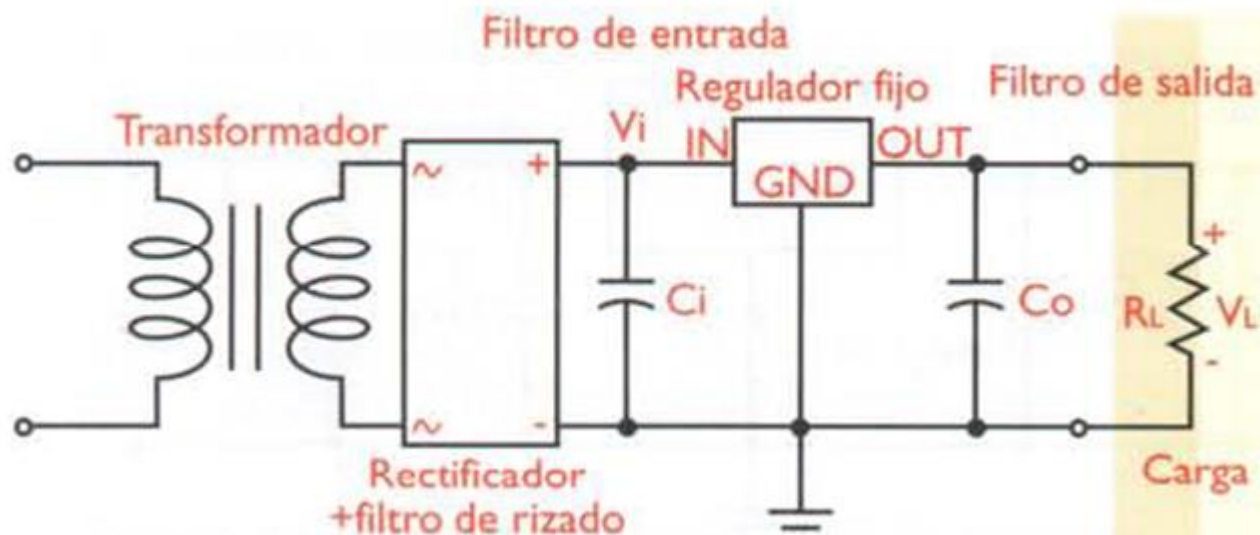 Filtro de entrada
Regulador fijo
Filtro de salida
Transformador
Vi
IN
OUT
GND
~
+
~
-
Ci
Co
RL
+
VL
-
Rectificador
+filtro de rizado
Carga